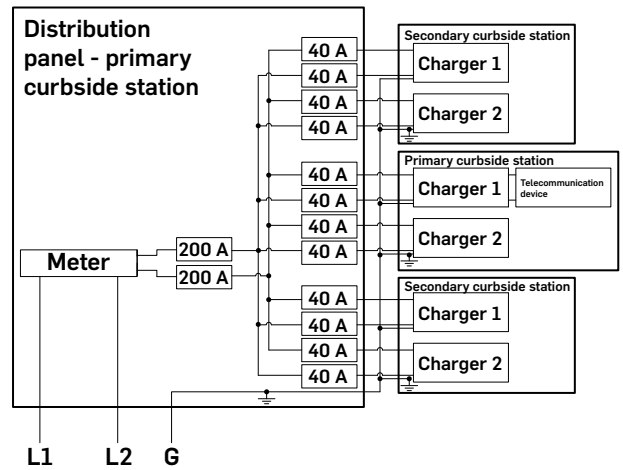 Distribution
panel - primary
curbside station
40 A
40 A
40 A
40 A
40 A
40 A
40 A
40 A
40 A
40 A
40 A
40 A
Meter
200 A
200 A
Secondary curbside station
Charger 1
Charger 2
Primary curbside station
Charger 1
Telecommunication
device
Charger 2
Secondary curbside station
Charger 1
Charger 2
L1
L2
G